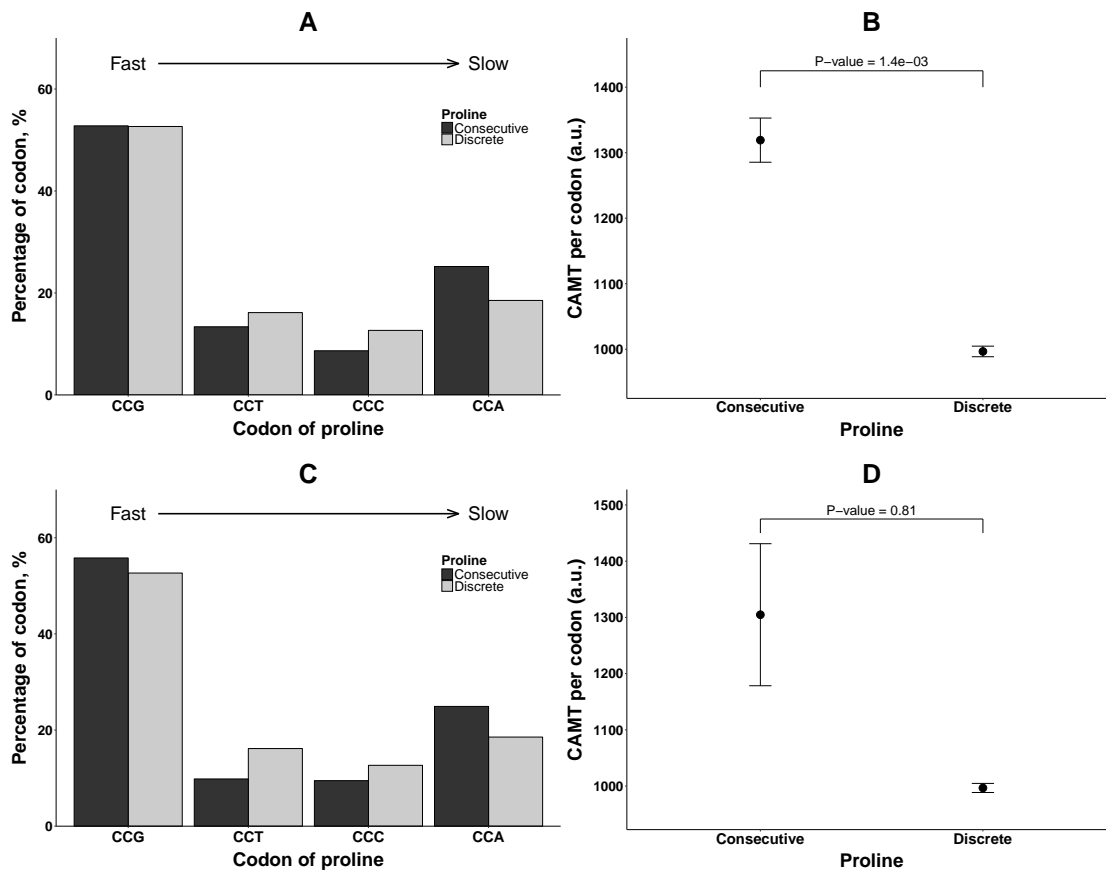 A
Fast Slow
Proline
Consecutive
Discrete
Percentage of codon, %
60
40
20
0
CCG CCT CCC CCA
Codon of proline
B
P−value = 1.4e−03
CAMT per codon (a.u.)
1400
1300
1200
1100
1000
Consecutive Discrete
Proline
C
Fast Slow
Proline
Consecutive
Discrete
Percentage of codon, %
60
40
20
0
CCG CCT CCC CCA
Codon of proline
D
P−value = 0.81
CAMT per codon (a.u.)
1500
1400
1300
1200
1100
1000
Consecutive Discrete
Proline